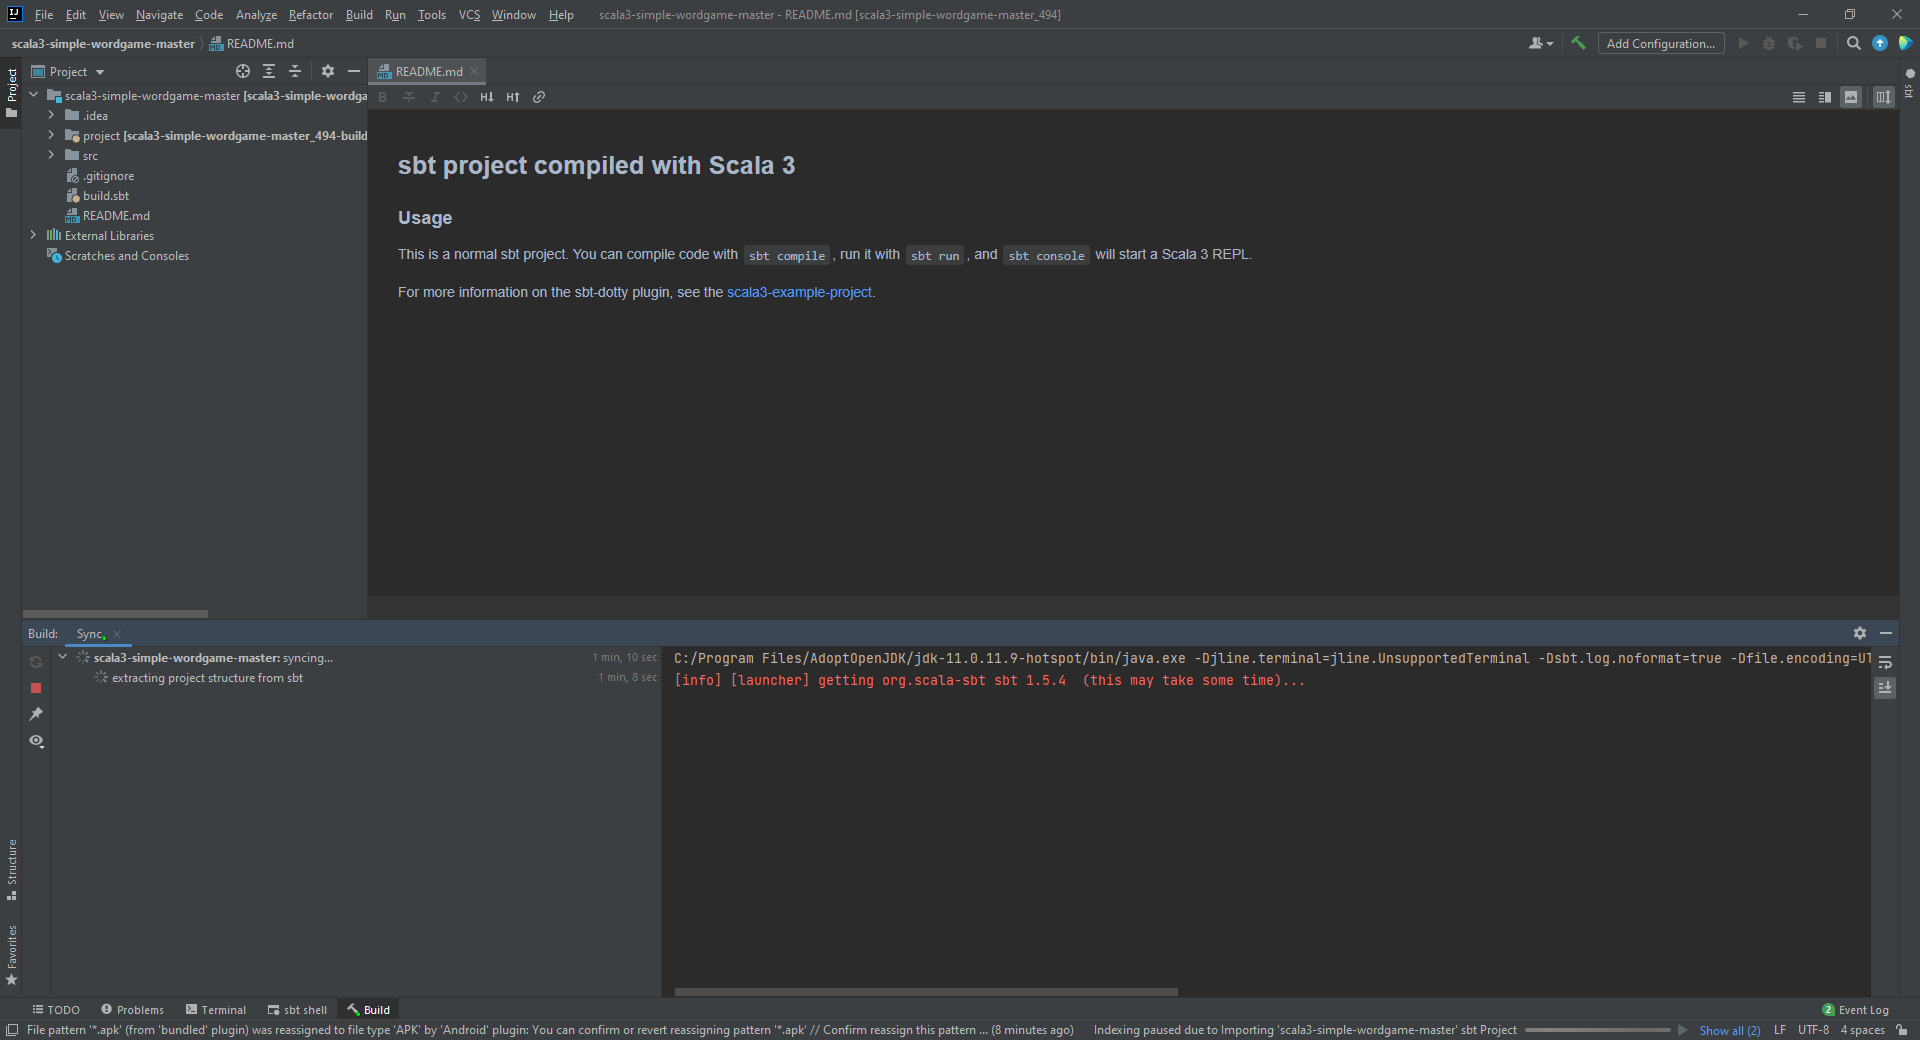 File Edit View Navigate Code Analyze Refactor Build Run Tools VCS Window Help scala3-simple-wordgame-master - README.md [scala3-simple-wordgame-master_494]
scala3-simple-wordgame-master README.md Add Configuration...
Project
Project README.md
scala3-simple-wordgame-master [scala3-simple-wordga
.idea
project [scala3-simple-wordgame-master_494-build
src
.gitignore
build.sbt
README.md
External Libraries
Scratches and Consoles
sbt
sbt project compiled with Scala 3
Usage
This is a normal sbt project. You can compile code with sbt compile, run it with sbt run, and sbt console will start a Scala 3 REPL.
For more information on the sbt-dotty plugin, see the scala3-example-project.
Build: Sync
scala3-simple-wordgame-master: syncing... 1 min, 10 sec
extracting project structure from sbt 1 min, 8 sec
C:/Program Files/AdoptOpenJDK/jdk-11.0.11.9-hotspot/bin/java.exe -Djline.terminal=jline.UnsupportedTerminal -Dsbt.log.noformat=true -Dfile.encoding=UT
[info] [launcher] getting org.scala-sbt sbt 1.5.4 (this may take some time)...
Structure
Favorites
TODO Problems Terminal sbt shell Build 2 Event Log
File pattern '*.apk' (from 'bundled' plugin) was reassigned to file type 'APK' by 'Android' plugin: You can confirm or revert reassigning pattern '*.apk' // Confirm reassign this pattern ... (8 minutes ago) Indexing paused due to Importing 'scala3-simple-wordgame-master' sbt Project Show all (2) LF UTF-8 4 spaces